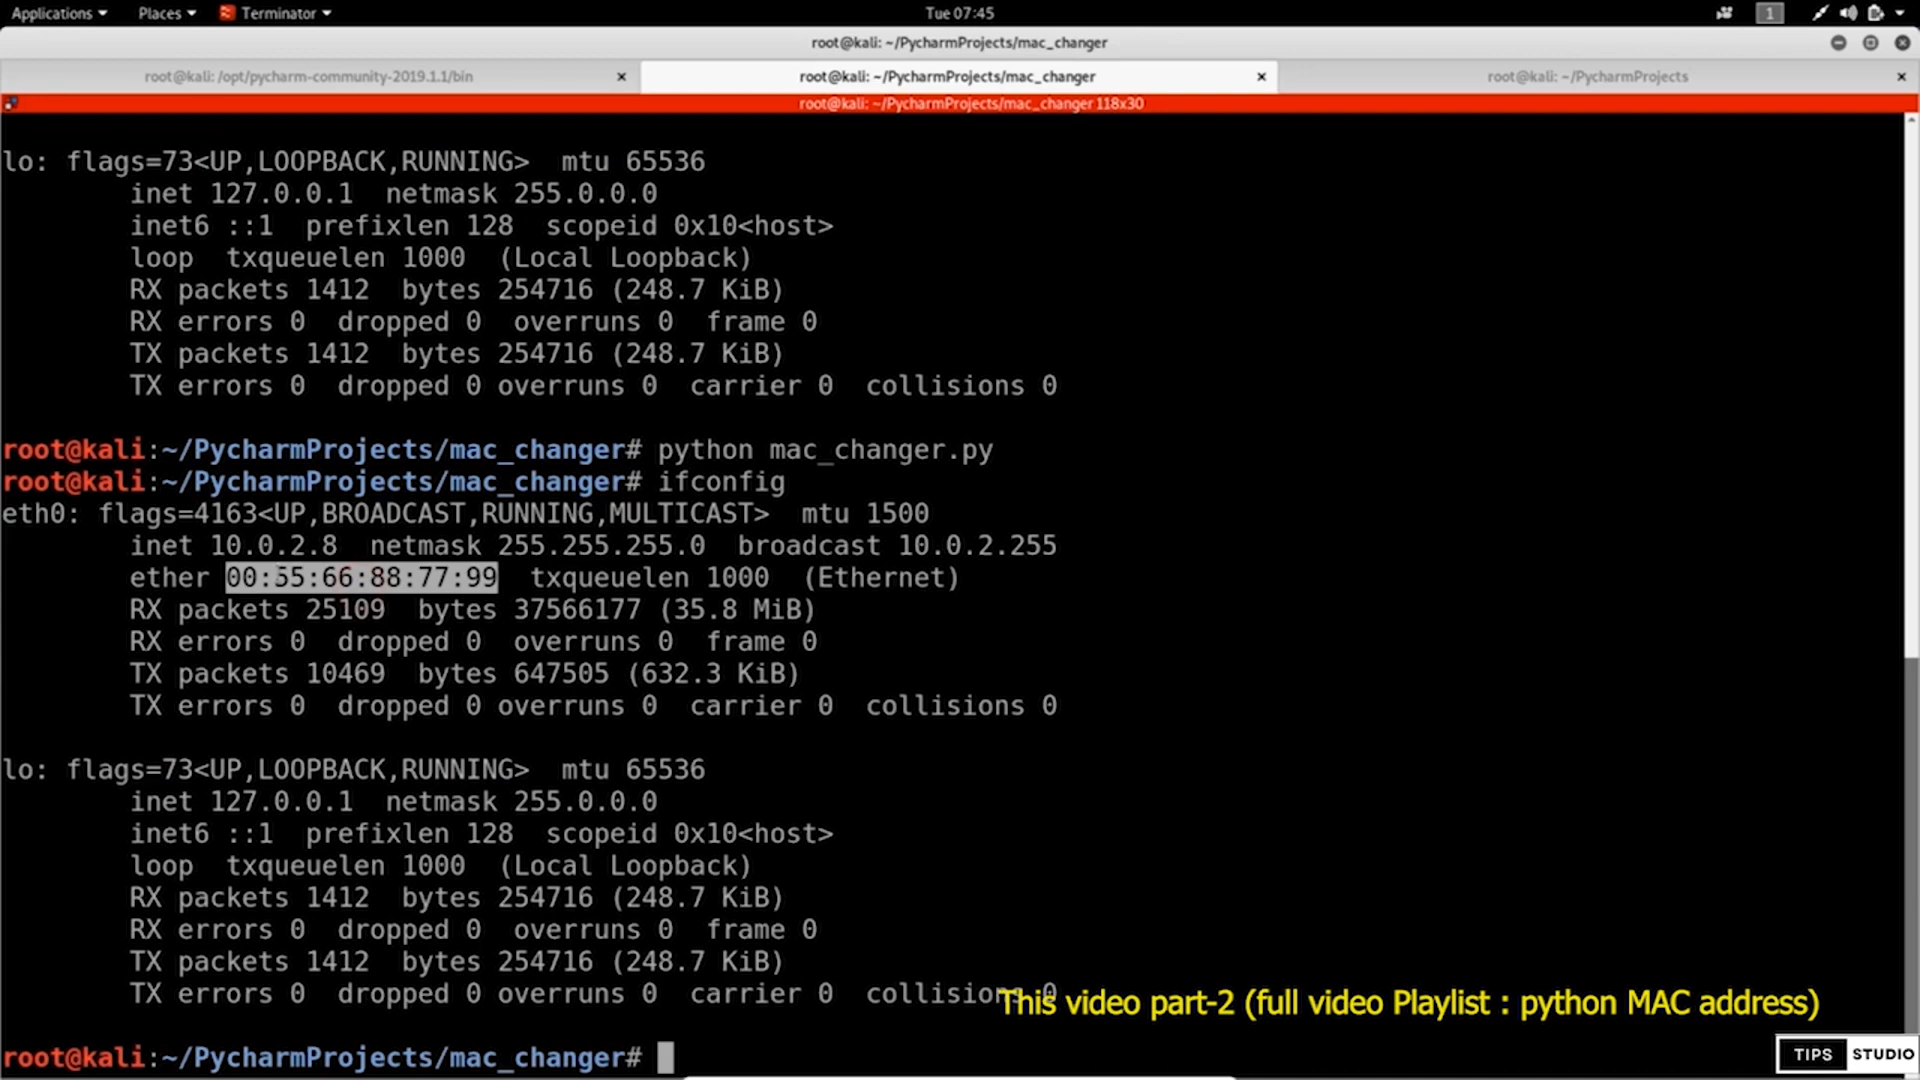 Applications Places Terminator Tue 07:45 1
root@kali: ~/PycharmProjects/mac_changer
root@kali: /opt/pycharm-community-2019.1.1/bin root@kali: ~/PycharmProjects/mac_changer root@kali: ~/PycharmProjects
root@kali: ~/PycharmProjects/mac_changer 118x30
lo: flags=73<UP,LOOPBACK,RUNNING>  mtu 65536
inet 127.0.0.1  netmask 255.0.0.0
inet6 ::1  prefixlen 128  scopeid 0x10<host>
loop  txqueuelen 1000  (Local Loopback)
RX packets 1412  bytes 254716 (248.7 KiB)
RX errors 0  dropped 0  overruns 0  frame 0
TX packets 1412  bytes 254716 (248.7 KiB)
TX errors 0  dropped 0 overruns 0  carrier 0  collisions 0
root@kali:~/PycharmProjects/mac_changer# python mac_changer.py
root@kali:~/PycharmProjects/mac_changer# ifconfig
eth0: flags=4163<UP,BROADCAST,RUNNING,MULTICAST>  mtu 1500
inet 10.0.2.8  netmask 255.255.255.0  broadcast 10.0.2.255
ether 00:55:66:88:77:99  txqueuelen 1000  (Ethernet)
RX packets 25109  bytes 37566177 (35.8 MiB)
RX errors 0  dropped 0  overruns 0  frame 0
TX packets 10469  bytes 647505 (632.3 KiB)
TX errors 0  dropped 0 overruns 0  carrier 0  collisions 0
lo: flags=73<UP,LOOPBACK,RUNNING>  mtu 65536
inet 127.0.0.1  netmask 255.0.0.0
inet6 ::1  prefixlen 128  scopeid 0x10<host>
loop  txqueuelen 1000  (Local Loopback)
RX packets 1412  bytes 254716 (248.7 KiB)
RX errors 0  dropped 0  overruns 0  frame 0
TX packets 1412  bytes 254716 (248.7 KiB)
TX errors 0  dropped 0 overruns 0  carrier 0  collisions 0
This video part-2 (full video Playlist : python MAC address)
root@kali:~/PycharmProjects/mac_changer#
TIPS STUDIO